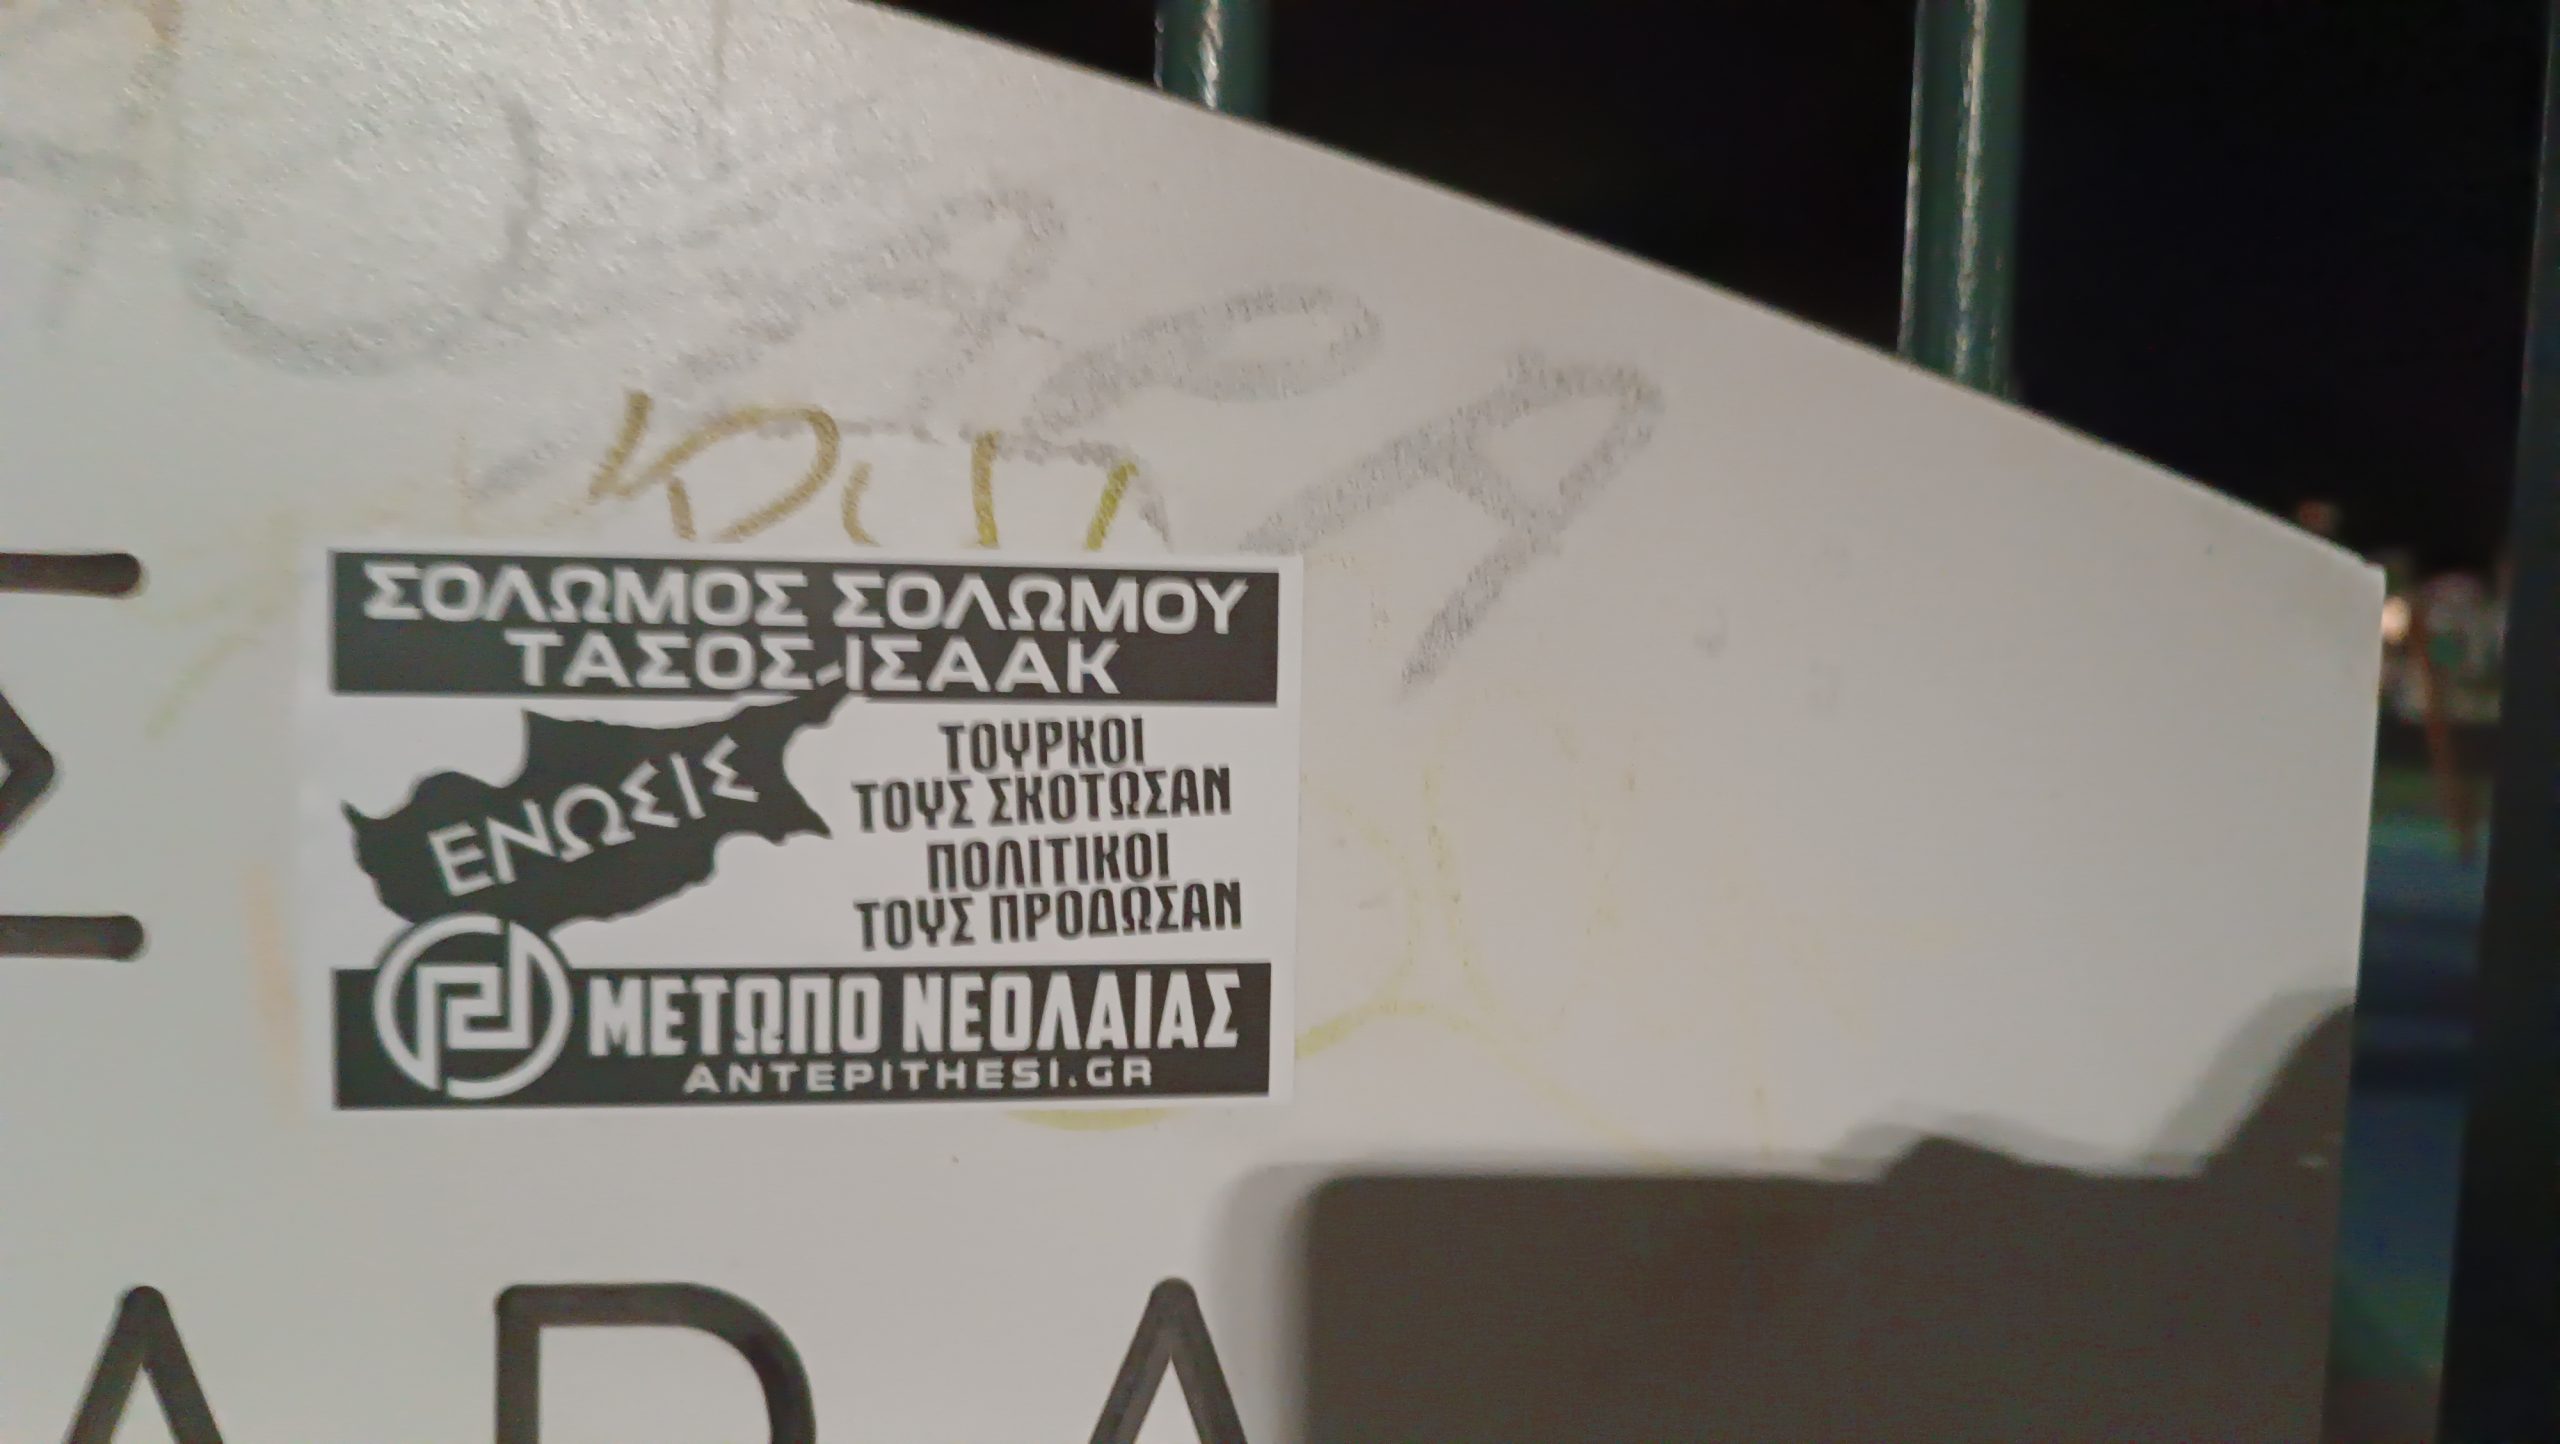 ΣΟΛΩΜΟΣ ΣΟΛΩΜΟΥ
ΤΑΣΟΣ ΙΣΑΑΚ
ΕΝΩΣΙΣ
ΤΟΥΡΚΟΙ
ΤΟΥΣ ΣΚΟΤΩΣΑΝ
ΠΟΛΙΤΙΚΟΙ
ΤΟΥΣ ΠΡΟΔΩΣΑΝ
ΜΕΤΩΠΟ ΝΕΟΛΑΙΑΣ
ANTEPITHESI.GR